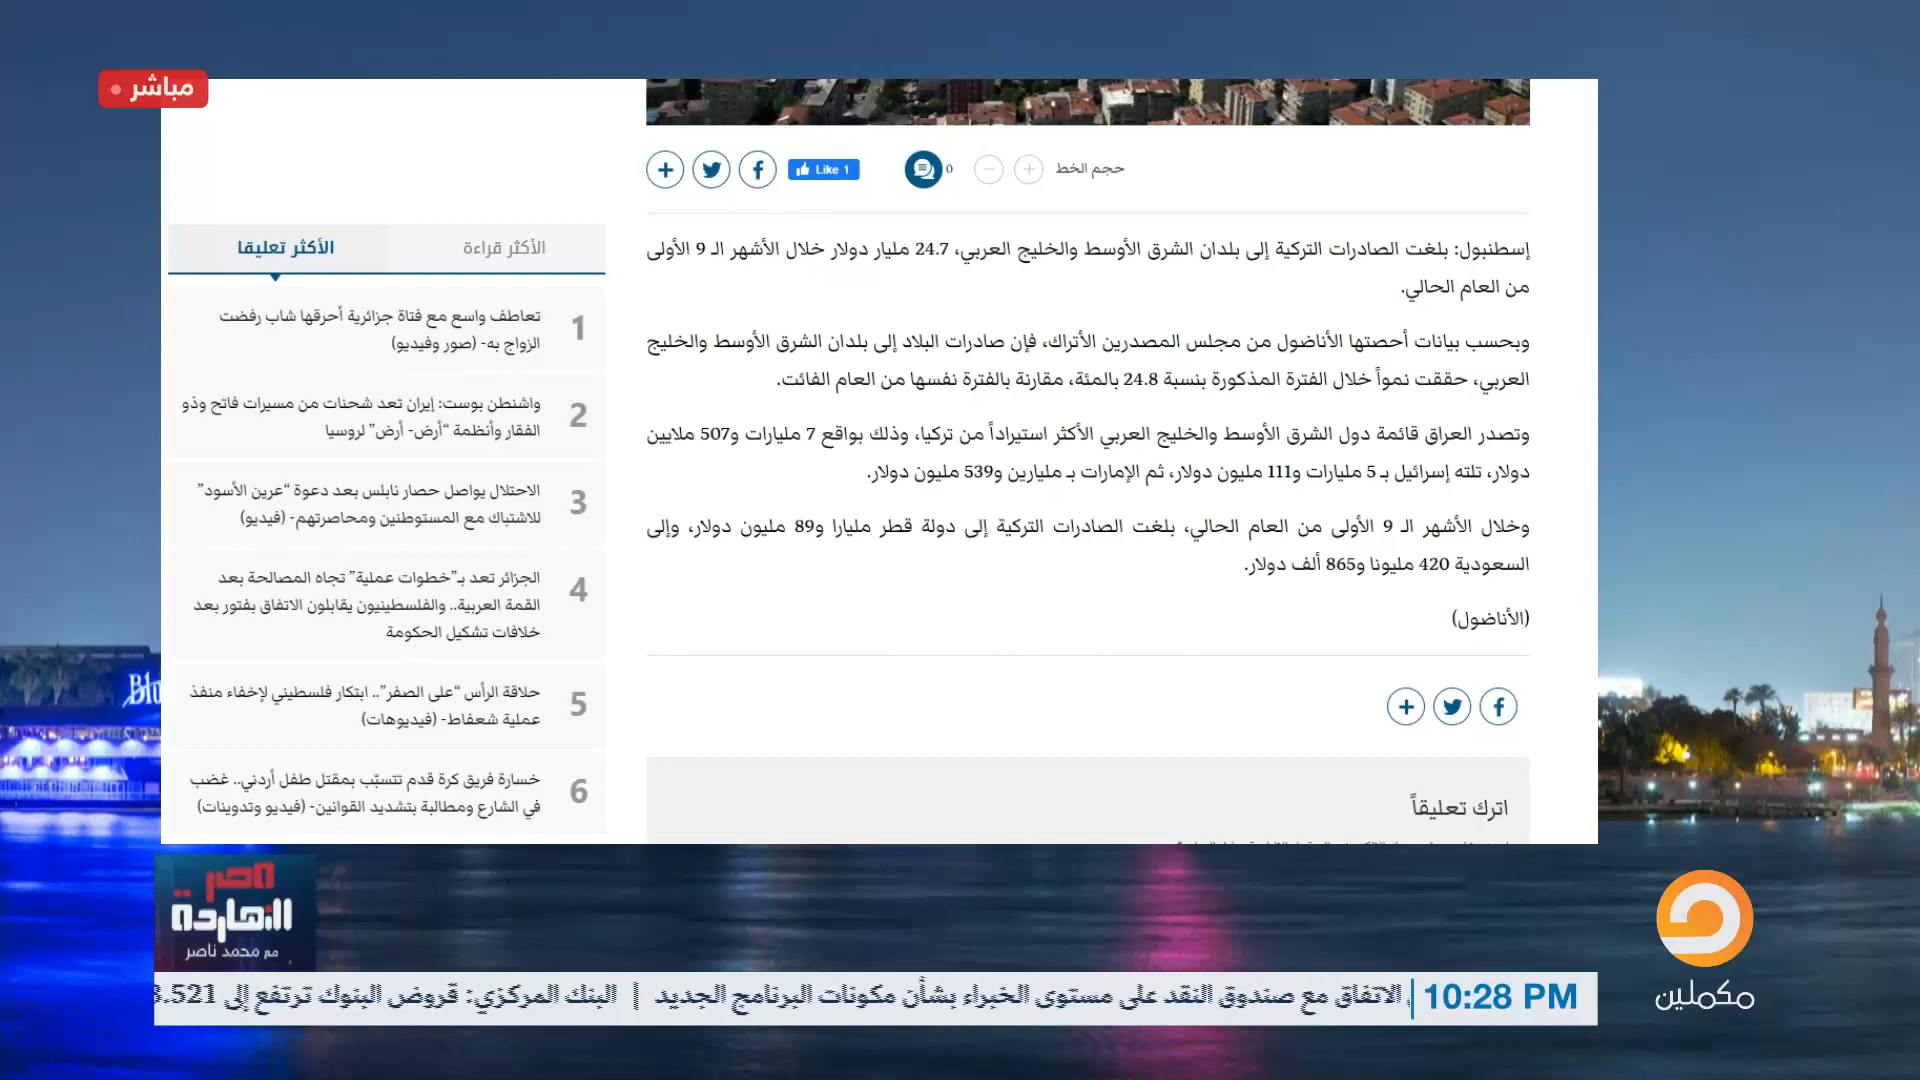 مباشر
Like 1
0
حجم الخط
إسطنبول: بلغت الصادرات التركية إلى بلدان الشرق الأوسط والخليج العربي، 24.7 مليار دولار خلال الأشهر الـ 9 الأولى
من العام الحالي.
وبحسب بيانات أحصتها الأناضول من مجلس المصدرين الأتراك، فإن صادرات البلاد إلى بلدان الشرق الأوسط والخليج
العربي، حققت نمواً خلال الفترة المذكورة بنسبة 24.8 بالمئة، مقارنة بالفترة نفسها من العام الفائت.
وتصدر العراق قائمة دول الشرق الأوسط والخليج العربي الأكثر استيراداً من تركيا، وذلك بواقع 7 مليارات و507 ملايين
دولار، تلته إسرائيل بـ 5 مليارات و111 مليون دولار، ثم الإمارات بـ مليارين و539 مليون دولار.
وخلال الأشهر الـ 9 الأولى من العام الحالي، بلغت الصادرات التركية إلى دولة قطر مليارا و89 مليون دولار، وإلى
السعودية 420 مليونا و865 ألف دولار.
(الأناضول)
اترك تعليقاً
الأكثر قراءة
الأكثر تعليقا
1
تعاطف واسع مع فتاة جزائرية أحرقها شاب رفضت
الزواج به- (صور وفيديو)
2
واشنطن بوست: إيران تعد شحنات من مسيرات فاتح وذو
الفقار وأنظمة “أرض- أرض” لروسيا
3
الاحتلال يواصل حصار نابلس بعد دعوة “عرين الأسود”
للاشتباك مع المستوطنين ومحاصرتهم- (فيديو)
4
الجزائر تعد بـ”خطوات عملية” تجاه المصالحة بعد
القمة العربية.. والفلسطينيون يقابلون الاتفاق بفتور بعد
خلافات تشكيل الحكومة
5
حلاقة الرأس “على الصفر”.. ابتكار فلسطيني لإخفاء منفذ
عملية شعفاط- (فيديوهات)
6
خسارة فريق كرة قدم تتسبّب بمقتل طفل أردني.. غضب
في الشارع ومطالبة بتشديد القوانين- (فيديو وتدوينات)
Blu
مصر
النهاردة
مع محمد ناصر
مكملين
10:28 PM
الاتفاق مع صندوق النقد على مستوى الخبراء بشأن مكونات البرنامج الجديد | البنك المركزي: قروض البنوك ترتفع إلى 3.521